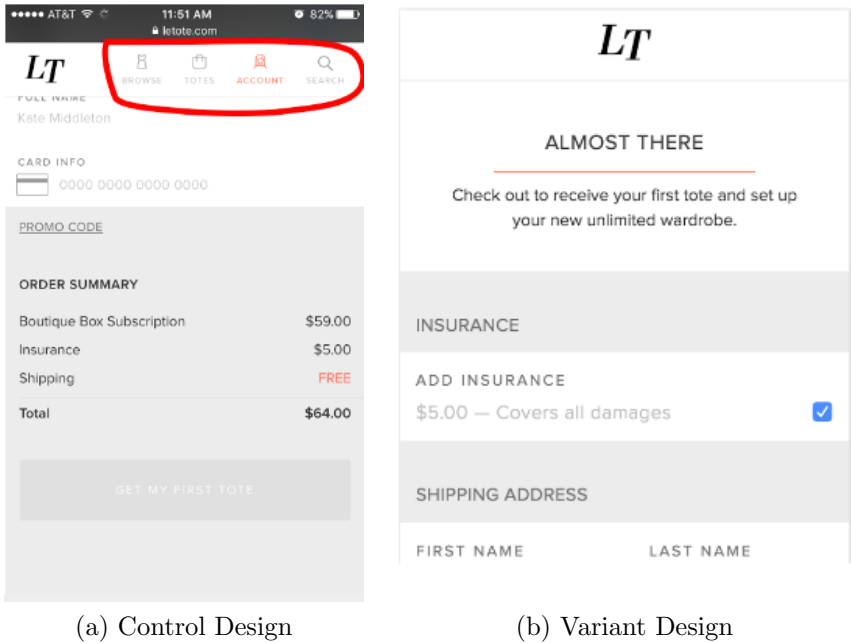 AT&T 11:51 AM 82%
letote.com
LT
BROWSE TOTES ACCOUNT SEARCH
FULL NAME
Kate Middleton
CARD INFO
0000 0000 0000 0000
PROMO CODE
ORDER SUMMARY
Boutique Box Subscription $59.00
Insurance $5.00
Shipping FREE
Total $64.00
GET MY FIRST TOTE
(a) Control Design
LT
ALMOST THERE
Check out to receive your first tote and set up
your new unlimited wardrobe.
INSURANCE
ADD INSURANCE
$5.00 — Covers all damages
SHIPPING ADDRESS
FIRST NAME LAST NAME
(b) Variant Design